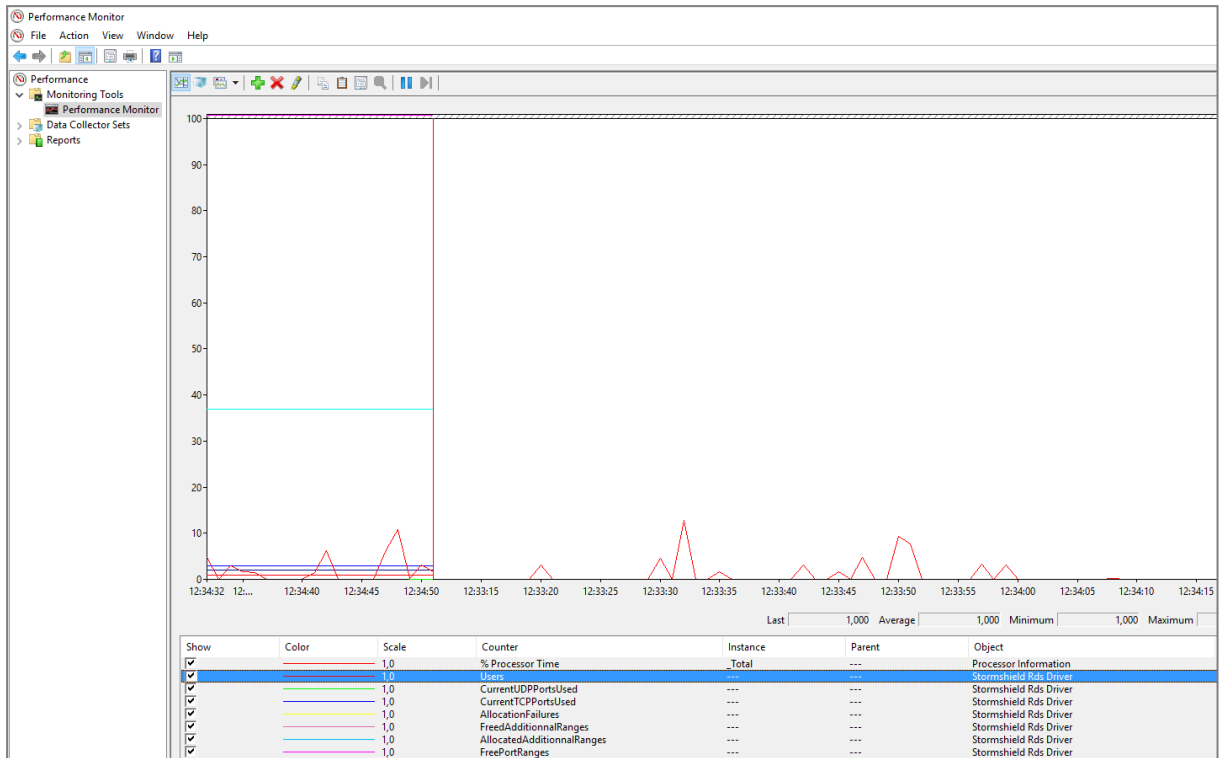 Performance Monitor
File Action View Window Help
Performance
Monitoring Tools
Performance Monitor
Data Collector Sets
Reports
100
90
80
70
60
50
40
30
20
10
0
12:34:32 12:... 12:34:40 12:34:45 12:34:50 12:33:15 12:33:20 12:33:25 12:33:30 12:33:35 12:33:40 12:33:45 12:33:50 12:33:55 12:34:00 12:34:05 12:34:10 12:34:15
Last 1,000 Average 1,000 Minimum 1,000 Maximum
Show Color Scale Counter Instance Parent Object
1,0 % Processor Time _Total --- Processor Information
1,0 Users --- --- Stormshield Rds Driver
1,0 CurrentUDPPortsUsed --- --- Stormshield Rds Driver
1,0 CurrentTCPPortsUsed --- --- Stormshield Rds Driver
1,0 AllocationFailures --- --- Stormshield Rds Driver
1,0 FreedAdditionnalRanges --- --- Stormshield Rds Driver
1,0 AllocatedAdditionnalRanges --- --- Stormshield Rds Driver
1,0 FreePortRanges --- --- Stormshield Rds Driver